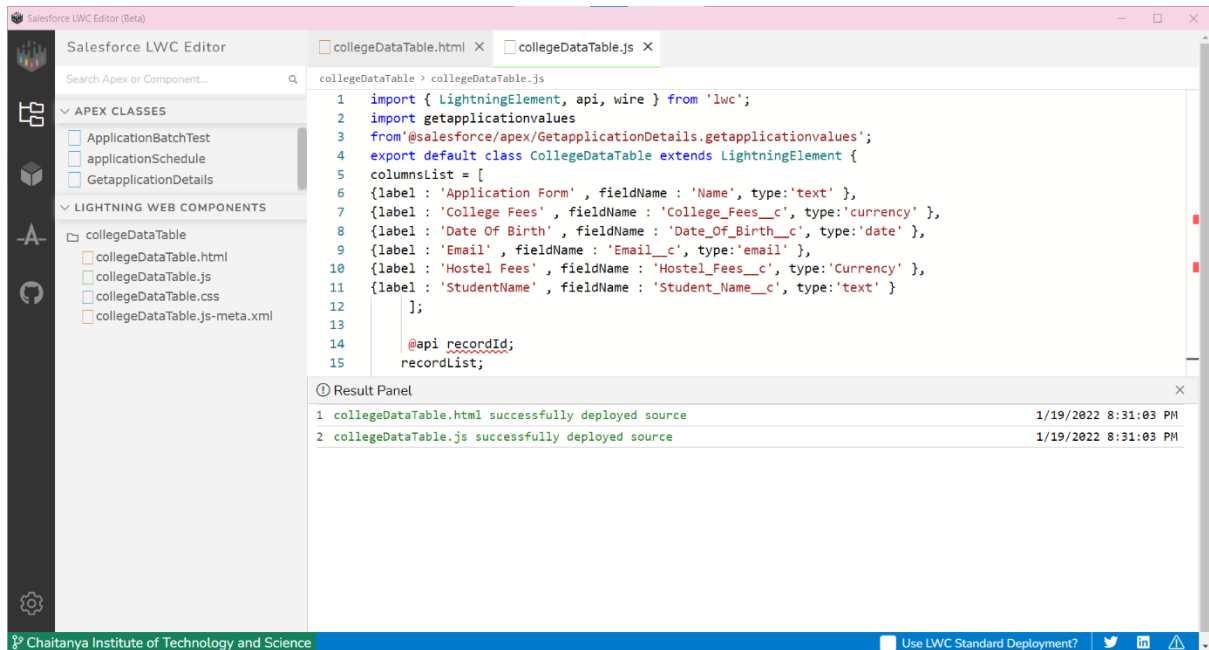 Salesforce LWC Editor (Beta)
Salesforce LWC Editor
Search Apex or Component...
APEX CLASSES
ApplicationBatchTest
applicationSchedule
GetapplicationDetails
LIGHTNING WEB COMPONENTS
collegeDataTable
collegeDataTable.html
collegeDataTable.js
collegeDataTable.css
collegeDataTable.js-meta.xml
collegeDataTable.html
collegeDataTable.js
collegeDataTable > collegeDataTable.js
1 import { LightningElement, api, wire } from 'lwc';
2 import getapplicationvalues
3 from'@salesforce/apex/GetapplicationDetails.getapplicationvalues';
4 export default class CollegeDataTable extends LightningElement {
5 columnsList = [
6 {label : 'Application Form' , fieldName : 'Name', type:'text' },
7 {label : 'College Fees' , fieldName : 'College_Fees__c', type:'currency' },
8 {label : 'Date Of Birth' , fieldName : 'Date_Of_Birth__c', type:'date' },
9 {label : 'Email' , fieldName : 'Email__c', type:'email' },
10 {label : 'Hostel Fees' , fieldName : 'Hostel_Fees__c', type:'Currency' },
11 {label : 'StudentName' , fieldName : 'Student_Name__c', type:'text' }
12 ];
13
14 @api recordId;
15 recordList;
Result Panel
1 collegeDataTable.html successfully deployed source 1/19/2022 8:31:03 PM
2 collegeDataTable.js successfully deployed source 1/19/2022 8:31:03 PM
Chaitanya Institute of Technology and Science
Use LWC Standard Deployment?